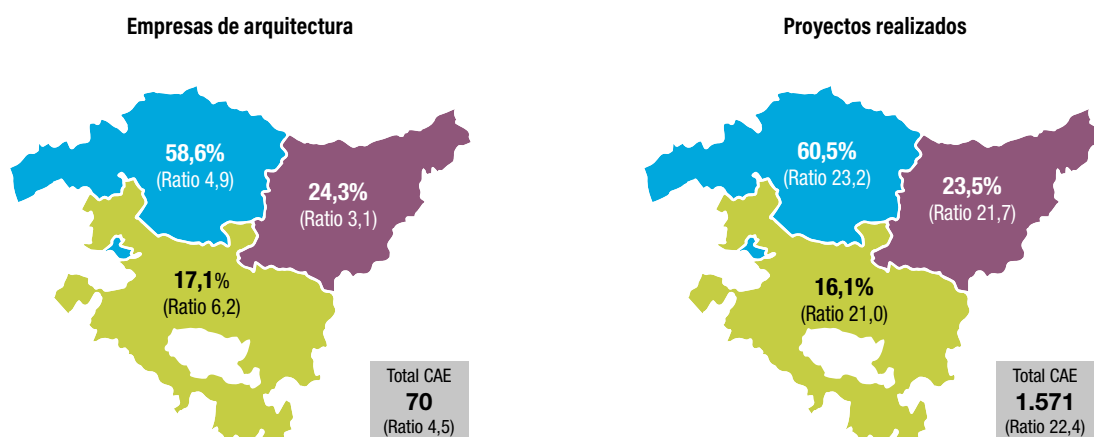 Empresas de arquitectura
58,6%
(Ratio 4,9)
24,3%
(Ratio 3,1)
17,1%
(Ratio 6,2)
Total CAE
70
(Ratio 4,5)
Proyectos realizados
60,5%
(Ratio 23,2)
23,5%
(Ratio 21,7)
16,1%
(Ratio 21,0)
Total CAE
1.571
(Ratio 22,4)